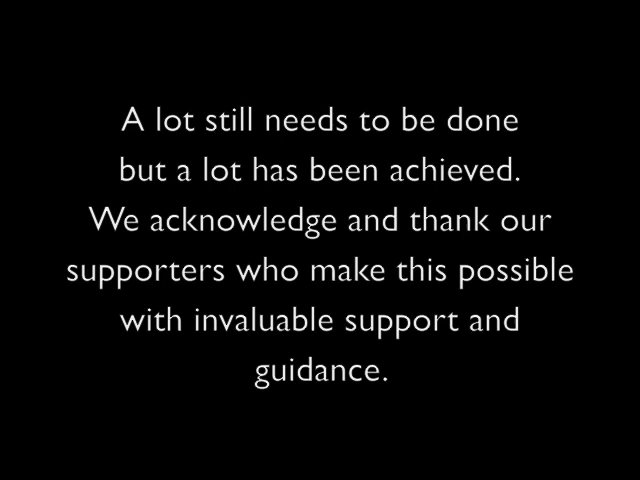 A lot still needs to be done
but a lot has been achieved.
We acknowledge and thank our
supporters who make this possible
with invaluable support and
guidance.